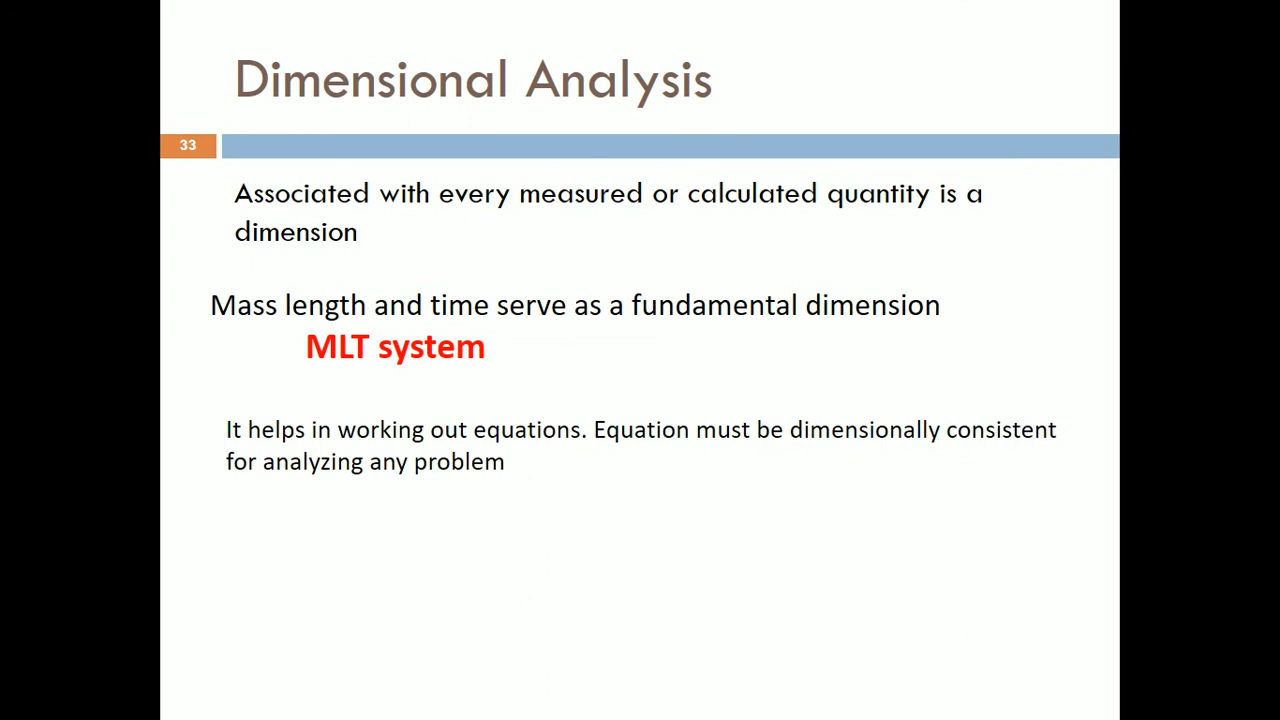 Dimensional Analysis
33
Associated with every measured or calculated quantity is a
dimension
Mass length and time serve as a fundamental dimension
MLT system
It helps in working out equations. Equation must be dimensionally consistent
for analyzing any problem